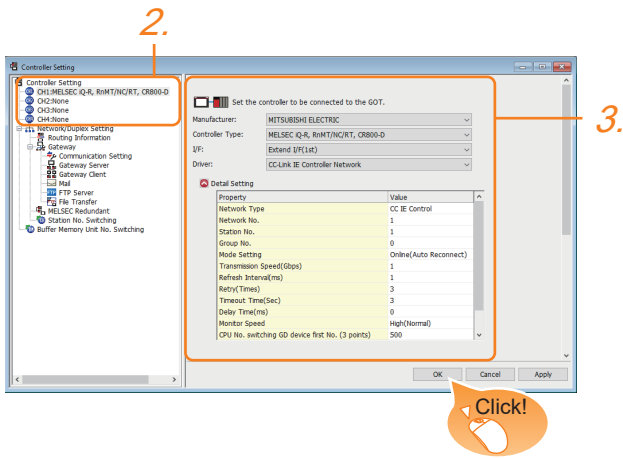 2.
Controller Setting
Controller Setting
CH1:MELSEC iQ-R, RnMT/NC/RT, CR800-D
CH2:None
CH3:None
CH4:None
Network/Duplex Setting
Routing Information
Gateway
Communication Setting
Gateway Server
Gateway Client
Mail
FTP Server
File Transfer
MELSEC Redundant
Station No. Switching
Buffer Memory Unit No. Switching
Set the controller to be connected to the GOT.
3.
Manufacturer: MITSUBISHI ELECTRIC
Controller Type: MELSEC iQ-R, RnMT/NC/RT, CR800-D
I/F: Extend I/F(1st)
Driver: CC-Link IE Controller Network
Detail Setting
Property Value
Network Type CC IE Control
Network No. 1
Station No. 1
Group No. 0
Mode Setting Online(Auto Reconnect)
Transmission Speed(Gbps) 1
Refresh Interval(ms) 1
Retry(Times) 3
Timeout Time(Sec) 3
Delay Time(ms) 0
Monitor Speed High(Normal)
CPU No. switching GD device first No. (3 points) 500
OK Cancel Apply
Click!